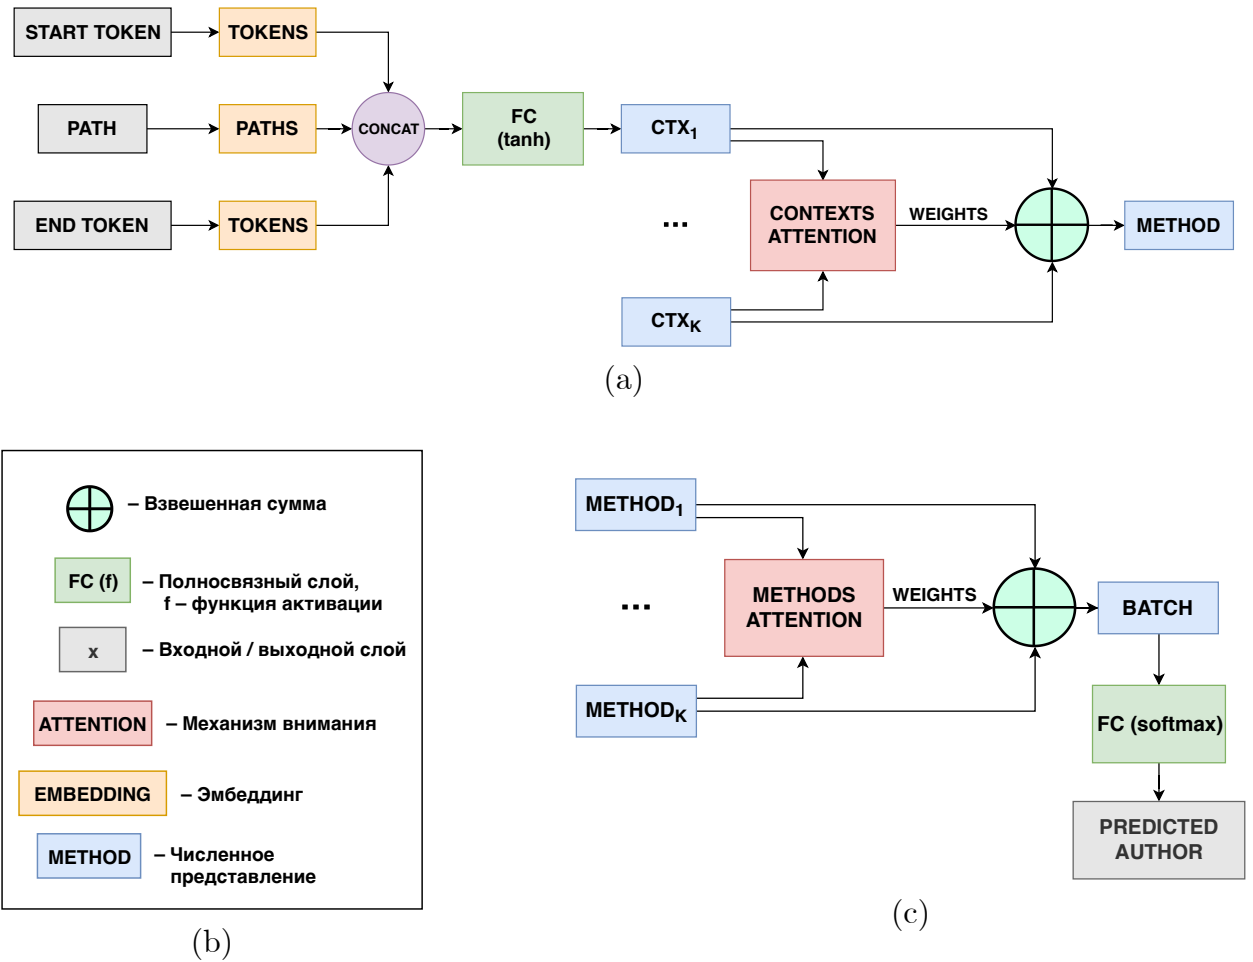 START TOKEN
TOKENS
PATH
PATHS
CONCAT
FC
(tanh)
CTX1
END TOKEN
TOKENS
...
CONTEXTS
ATTENTION
WEIGHTS
METHOD
CTXK
(a)
– Взвешенная сумма
FC (f)
– Полносвязный слой,
f – функция активации
x
– Входной / выходной слой
ATTENTION
– Механизм внимания
EMBEDDING
– Эмбеддинг
METHOD
– Численное
представление
(b)
METHOD1
...
METHODS
ATTENTION
WEIGHTS
BATCH
METHODK
FC (softmax)
PREDICTED
AUTHOR
(c)